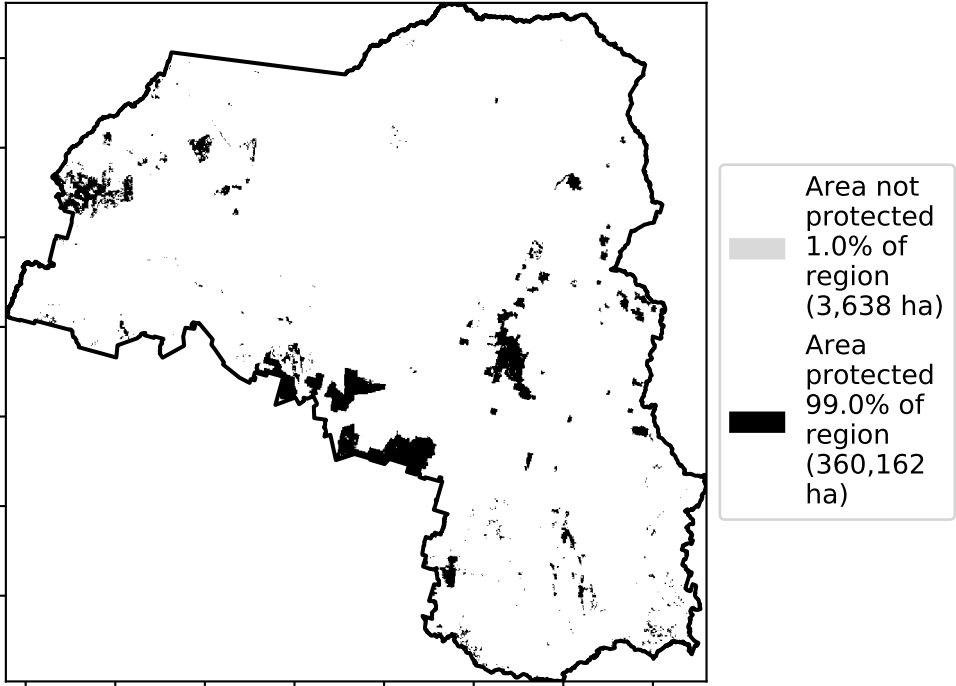 Area not
protected
1.0% of
region
(3,638 ha)
Area
protected
99.0% of
region
(360,162
ha)